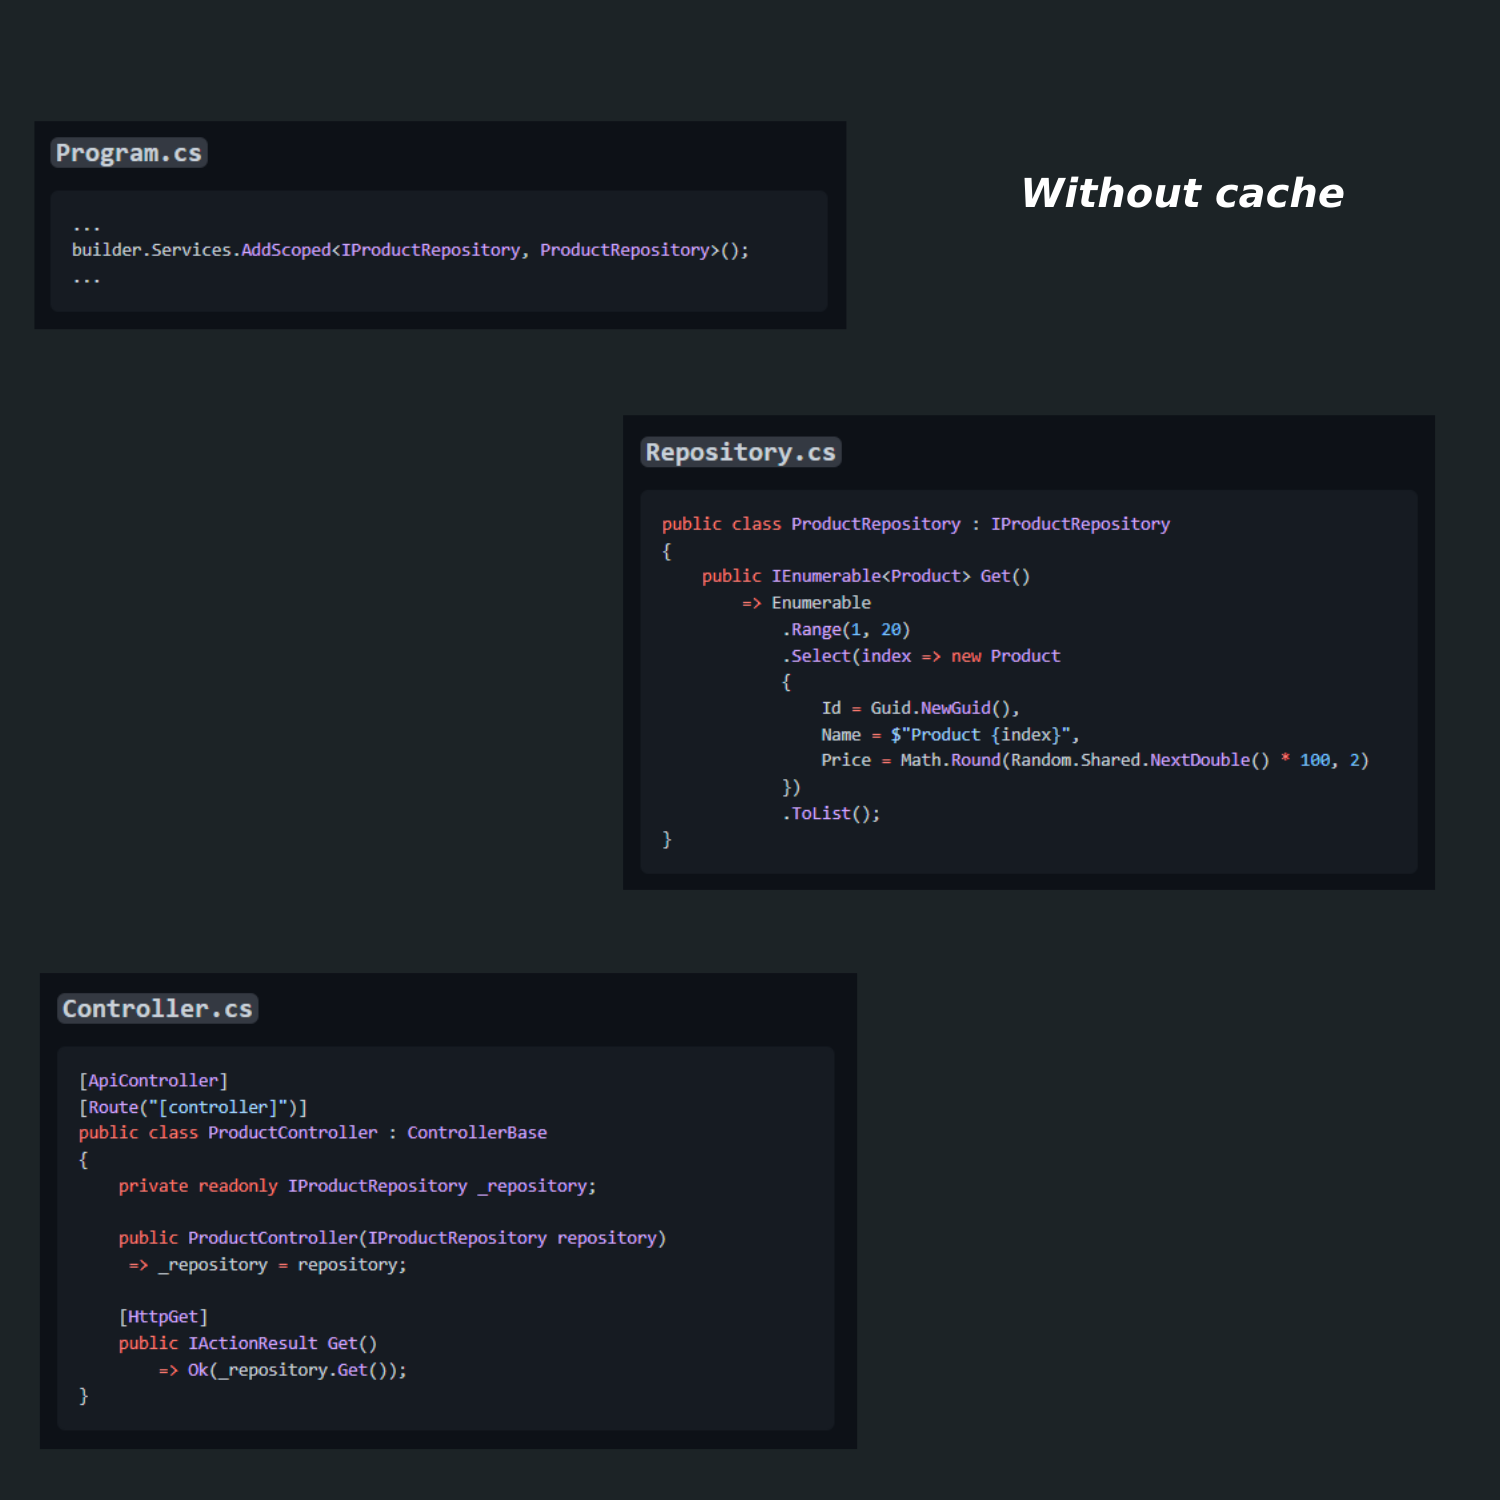 Program.cs
Without cache
...
builder.Services.AddScoped<IProductRepository, ProductRepository>();
...
Repository.cs
public class ProductRepository : IProductRepository
{
    public IEnumerable<Product> Get()
        => Enumerable
            .Range(1, 20)
            .Select(index => new Product
            {
                Id = Guid.NewGuid(),
                Name = $"Product {index}",
                Price = Math.Round(Random.Shared.NextDouble() * 100, 2)
            })
            .ToList();
}
Controller.cs
[ApiController]
[Route("[controller]")]
public class ProductController : ControllerBase
{
    private readonly IProductRepository _repository;

    public ProductController(IProductRepository repository)
     => _repository = repository;

    [HttpGet]
    public IActionResult Get()
        => Ok(_repository.Get());
}